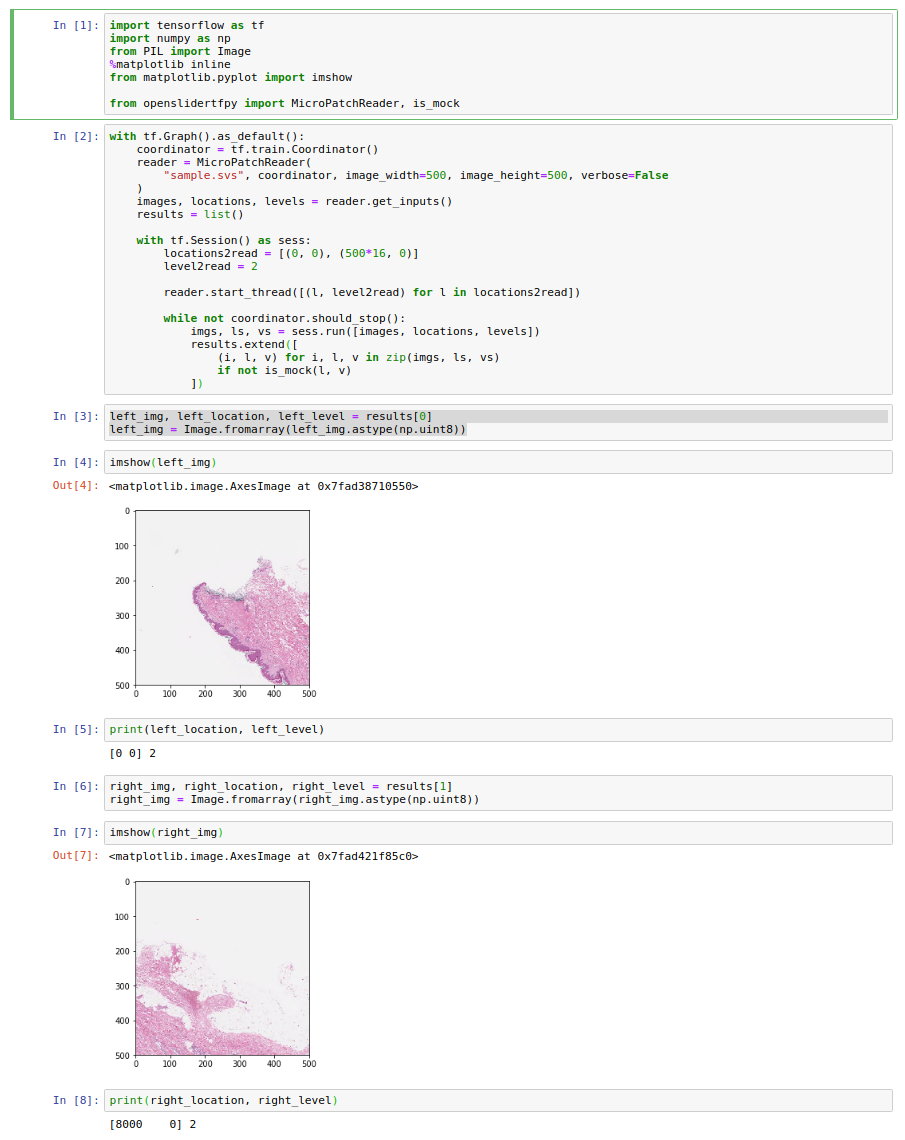 In [1]: import tensorflow as tf
import numpy as np
from PIL import Image
%matplotlib inline
from matplotlib.pyplot import imshow
from openslidertfpy import MicroPatchReader, is_mock
In [2]: with tf.Graph().as_default():
    coordinator = tf.train.Coordinator()
    reader = MicroPatchReader(
        "sample.svs", coordinator, image_width=500, image_height=500, verbose=False
    )
    images, locations, levels = reader.get_inputs()
    results = list()
    with tf.Session() as sess:
        locations2read = [(0, 0), (500*16, 0)]
        level2read = 2
        reader.start_thread([(l, level2read) for l in locations2read])
        while not coordinator.should_stop():
            imgs, ls, vs = sess.run([images, locations, levels])
            results.extend([
                (i, l, v) for i, l, v in zip(imgs, ls, vs)
                if not is_mock(l, v)
            ])
In [3]: left_img, left_location, left_level = results[0]
left_img = Image.fromarray(left_img.astype(np.uint8))
In [4]: imshow(left_img)
Out[4]: <matplotlib.image.AxesImage at 0x7fad38710550>
0
100
200
300
400
500
0 100 200 300 400 500
In [5]: print(left_location, left_level)
[0 0] 2
In [6]: right_img, right_location, right_level = results[1]
right_img = Image.fromarray(right_img.astype(np.uint8))
In [7]: imshow(right_img)
Out[7]: <matplotlib.image.AxesImage at 0x7fad421f85c0>
0
100
200
300
400
500
0 100 200 300 400 500
In [8]: print(right_location, right_level)
[8000    0] 2